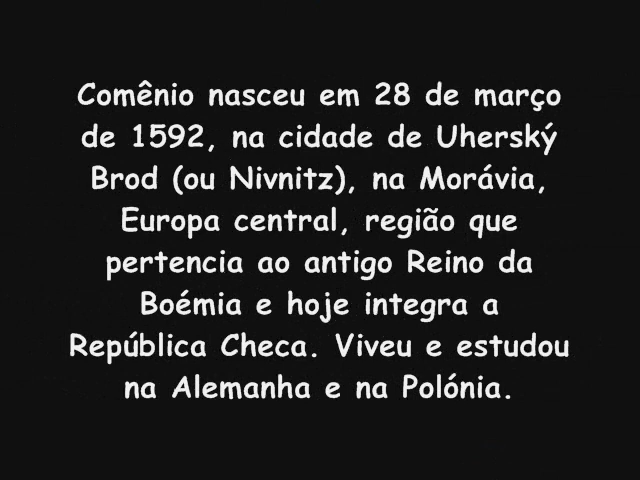 Comênio nasceu em 28 de março
de 1592, na cidade de Uherský
Brod (ou Nivnitz), na Morávia,
Europa central, região que
pertencia ao antigo Reino da
Boémia e hoje integra a
República Checa. Viveu e estudou
na Alemanha e na Polónia.